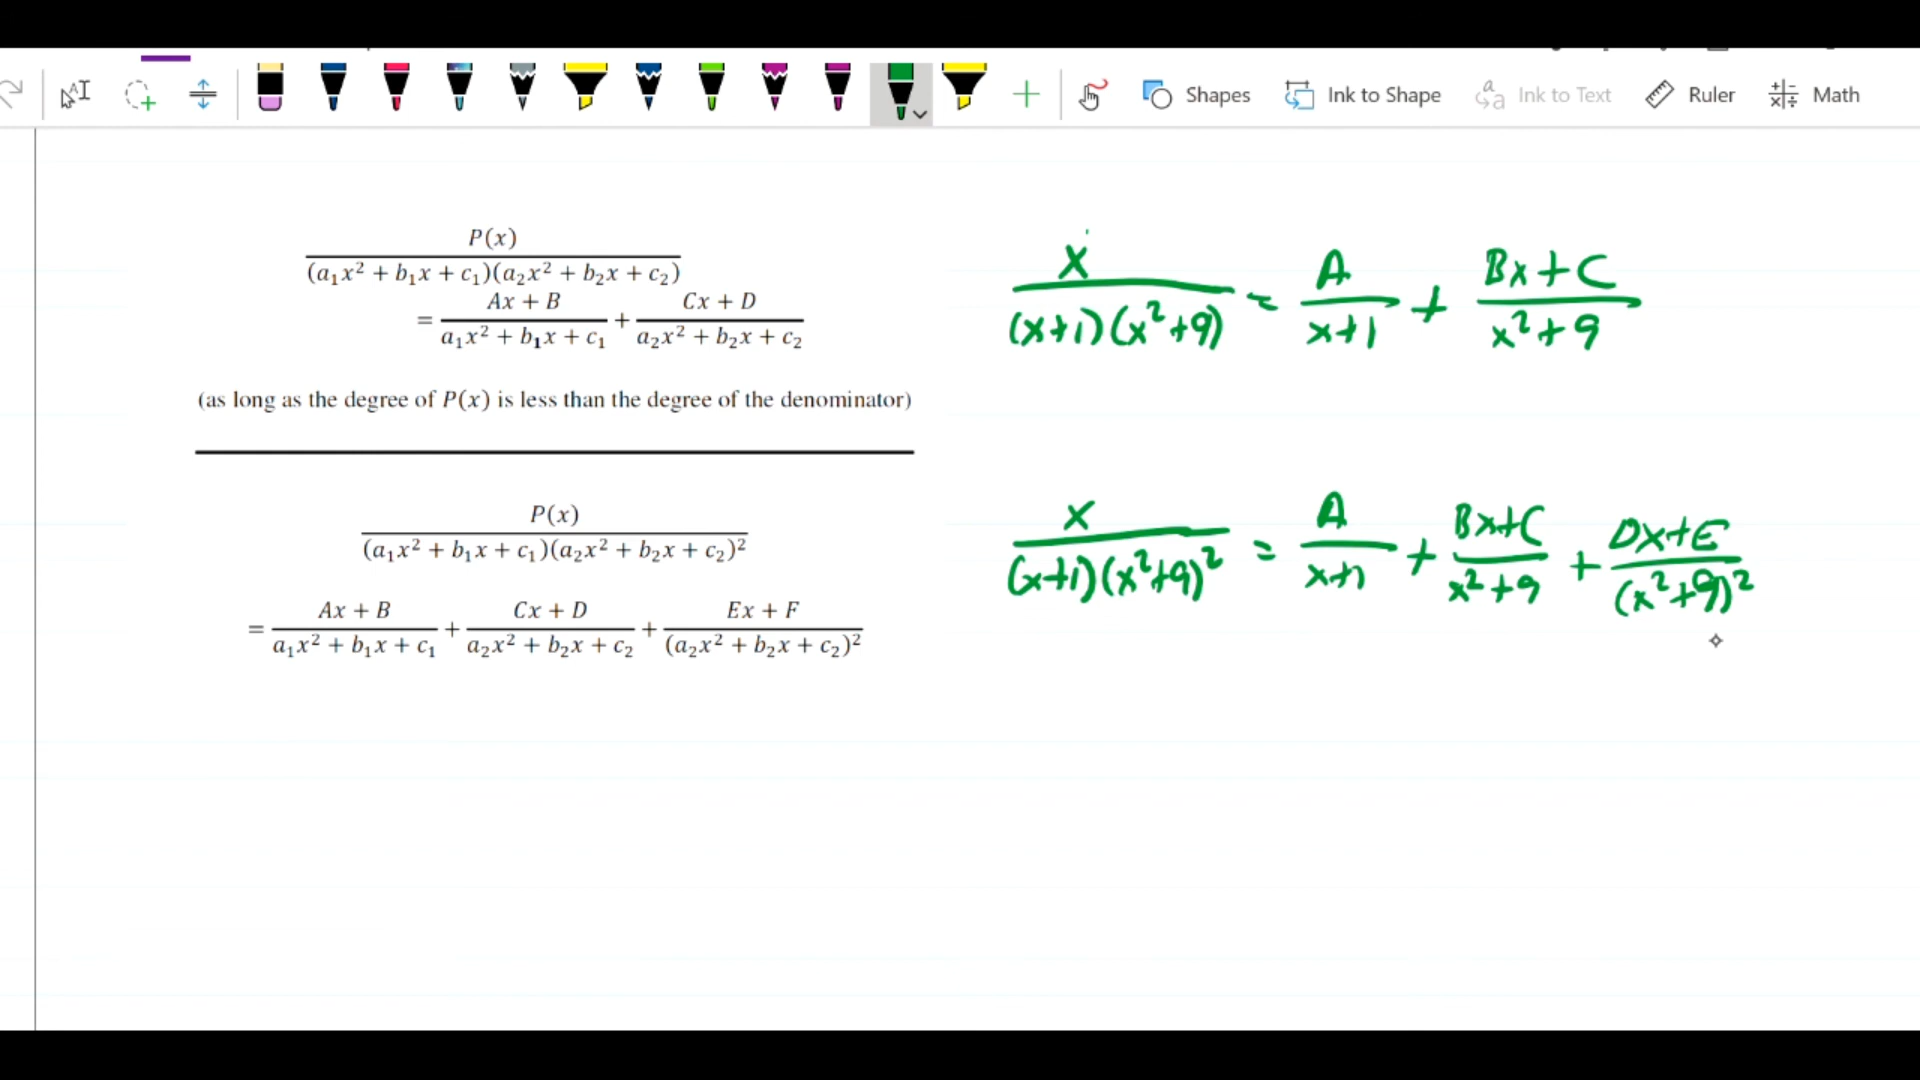 Shapes Ink to Shape Ink to Text Ruler Math
P(x)
(a₁x² + b₁x + c₁)(a₂x² + b₂x + c₂)
= Ax + B / a₁x² + b₁x + c₁ + Cx + D / a₂x² + b₂x + c₂
(as long as the degree of P(x) is less than the degree of the denominator)
P(x)
(a₁x² + b₁x + c₁)(a₂x² + b₂x + c₂)²
= Ax + B / a₁x² + b₁x + c₁ + Cx + D / a₂x² + b₂x + c₂ + Ex + F / (a₂x² + b₂x + c₂)²
x / (x+1)(x²+9) = A / x+1 + Bx+C / x²+9
x / (x+1)(x²+9)² = A / x+1 + Bx+C / x²+9 + Dx+E / (x²+9)²